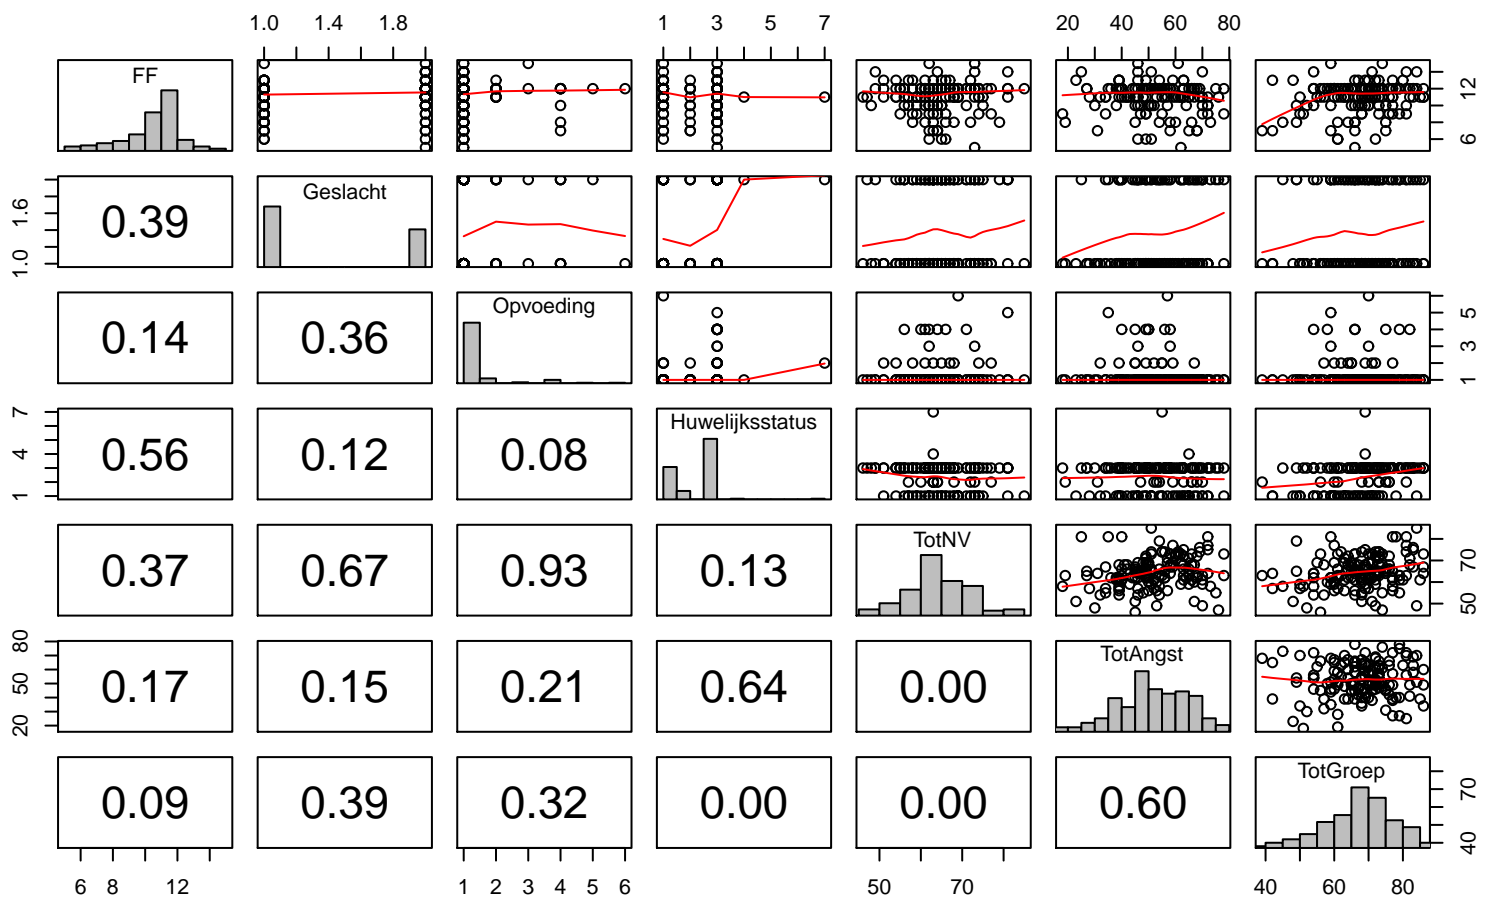 1.0 1.4 1.8 1 3 5 7 20 40 60 80
FF 12 6
1.0 1.6 0.39 Geslacht
0.14 0.36 Opvoeding 5 3 1
7 4 1 0.56 0.12 0.08 Huwelijksstatus
0.37 0.67 0.93 0.13 TotNV 70 50
80 50 20 0.17 0.15 0.21 0.64 0.00 TotAngst
0.09 0.39 0.32 0.00 0.00 0.60 TotGroep 70 40
6 8 12 1 2 3 4 5 6 50 70 40 60 80